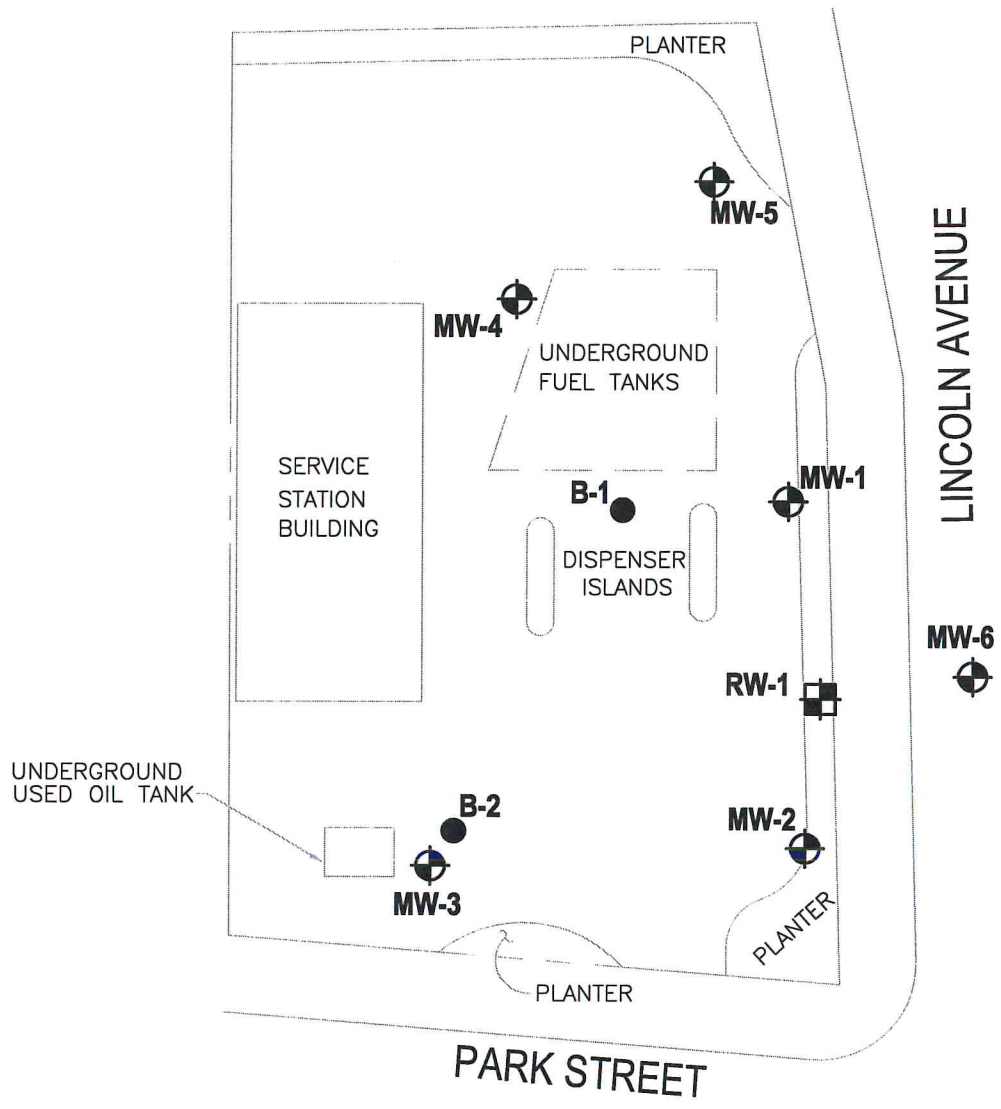 PLANTER
MW-5
LINCOLN AVENUE
MW-4
UNDERGROUND
FUEL TANKS
SERVICE
STATION
BUILDING
B-1
MW-1
DISPENSER
ISLANDS
MW-6
RW-1
UNDERGROUND
USED OIL TANK
B-2
MW-2
MW-3
PLANTER
PLANTER
PARK STREET